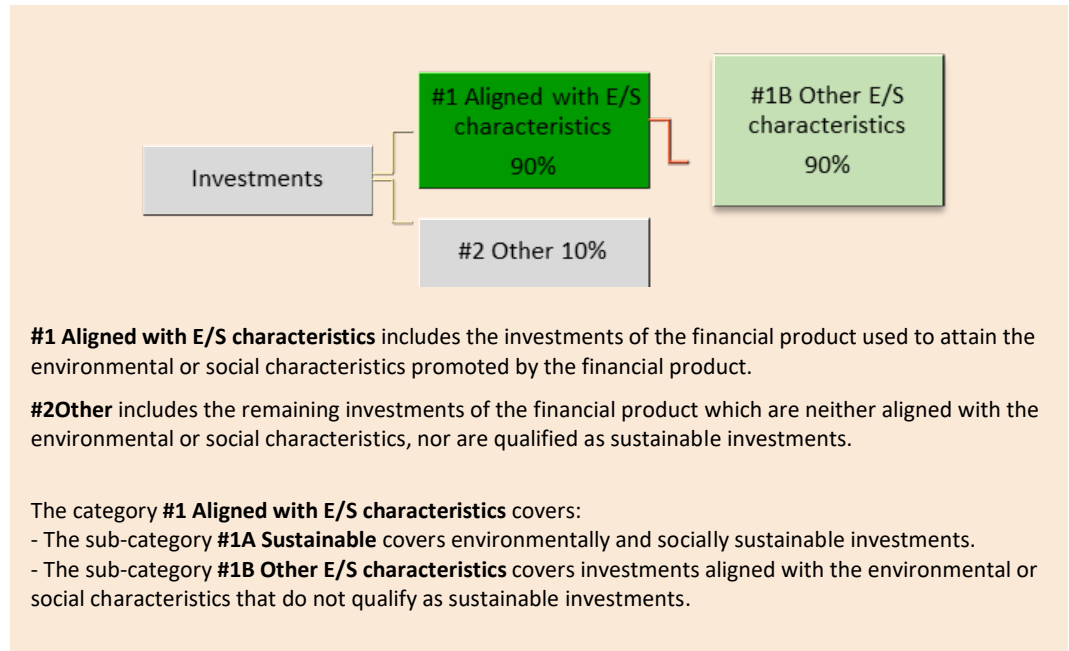 #1 Aligned with E/S
characteristics
90%
#1B Other E/S
characteristics
90%
Investments
#2 Other 10%
#1 Aligned with E/S characteristics includes the investments of the financial product used to attain the
environmental or social characteristics promoted by the financial product.
#2Other includes the remaining investments of the financial product which are neither aligned with the
environmental or social characteristics, nor are qualified as sustainable investments.
The category #1 Aligned with E/S characteristics covers:
- The sub-category #1A Sustainable covers environmentally and socially sustainable investments.
- The sub-category #1B Other E/S characteristics covers investments aligned with the environmental or
social characteristics that do not qualify as sustainable investments.